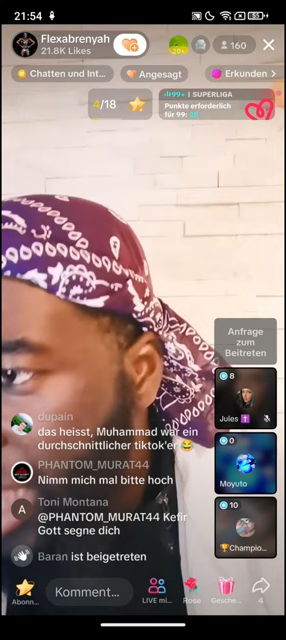 21:54
Flexabrenyah
21.8K Likes
160
Chatten und Int...
Angesagt
Erkunden >
4/18
99+ | SUPERLIGA
Punkte erforderlich
für 99:
Anfrage
zum
Beitreten
8
Jules
0
Moyuto
10
Champio...
dupain
das heisst, Muhammad war ein
durchschnittlicher tiktok'er
PHANTOM_MURAT44
Nimm mich mal bitte hoch
A
Toni Montana
@PHANTOM_MURAT44 Kefir
Gott segne dich
Baran ist beigetreten
Abonn...
Komment...
LIVE mi...
Rose
Gesche...
4